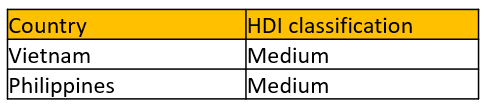 Country HDI classification
Vietnam Medium
Philippines Medium